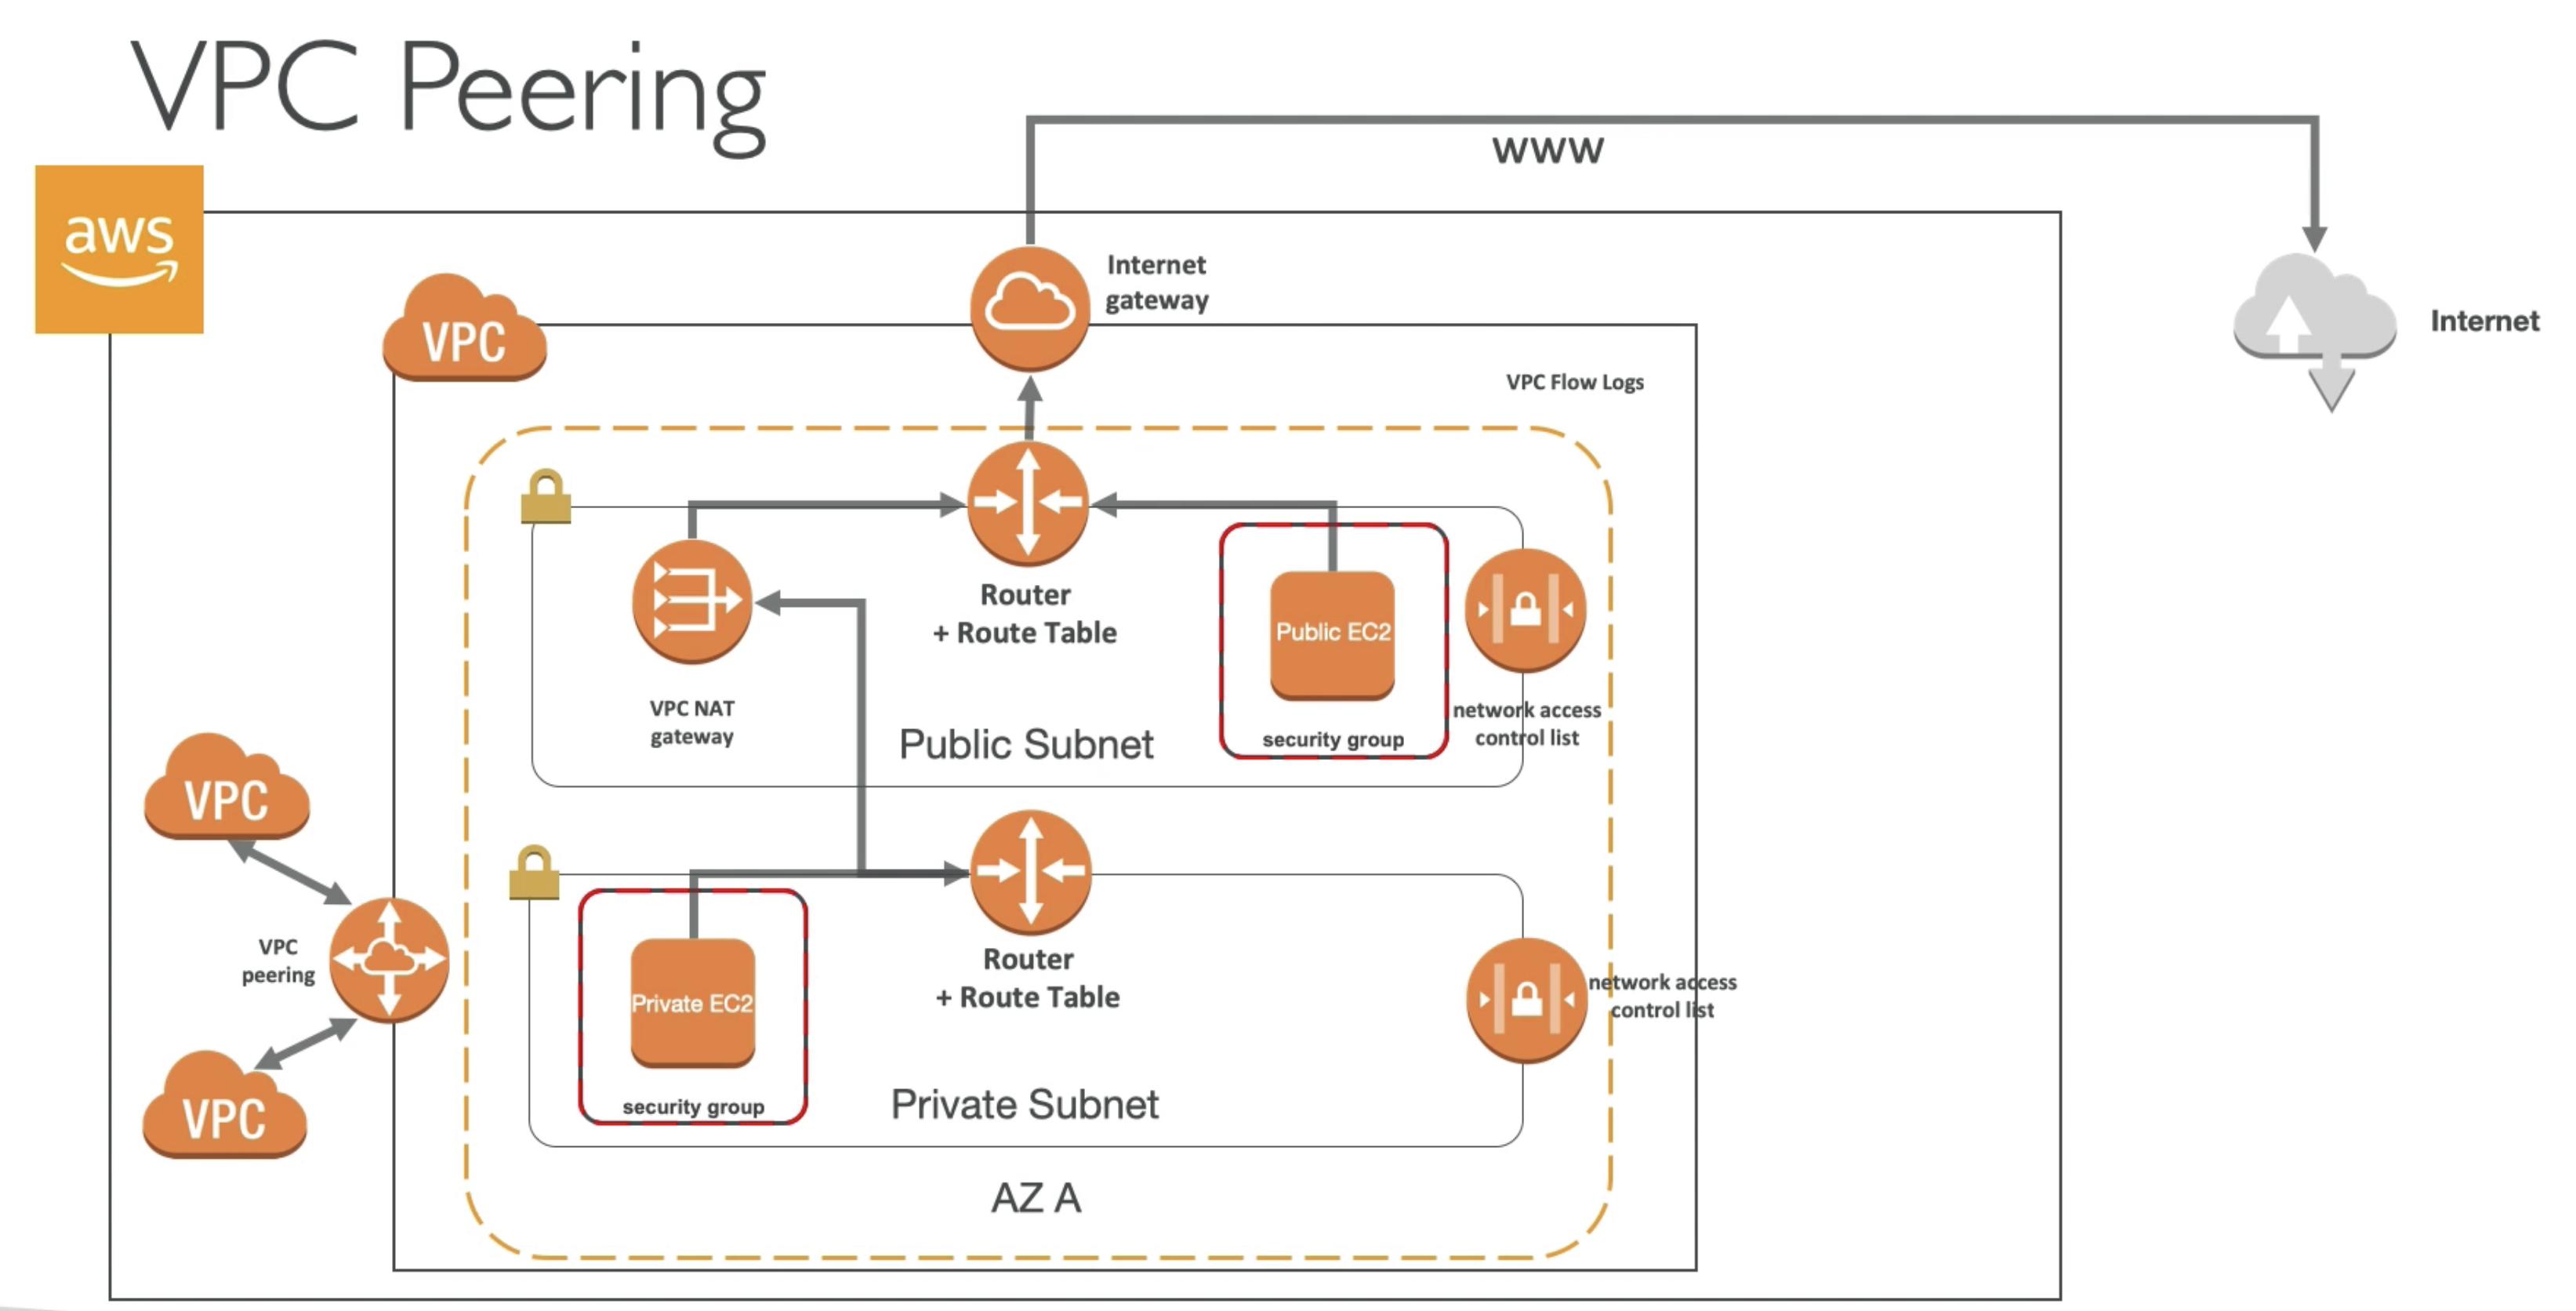 VPC Peering
www
aws
Internet
gateway
VPC
Internet
VPC Flow Logs
Router
+ Route Table
Public EC2
VPC NAT
gateway
Public Subnet
security group
network access
control list
VPC
VPC
peering
Router
+ Route Table
Private EC2
network access
control list
VPC
security group
Private Subnet
AZ A